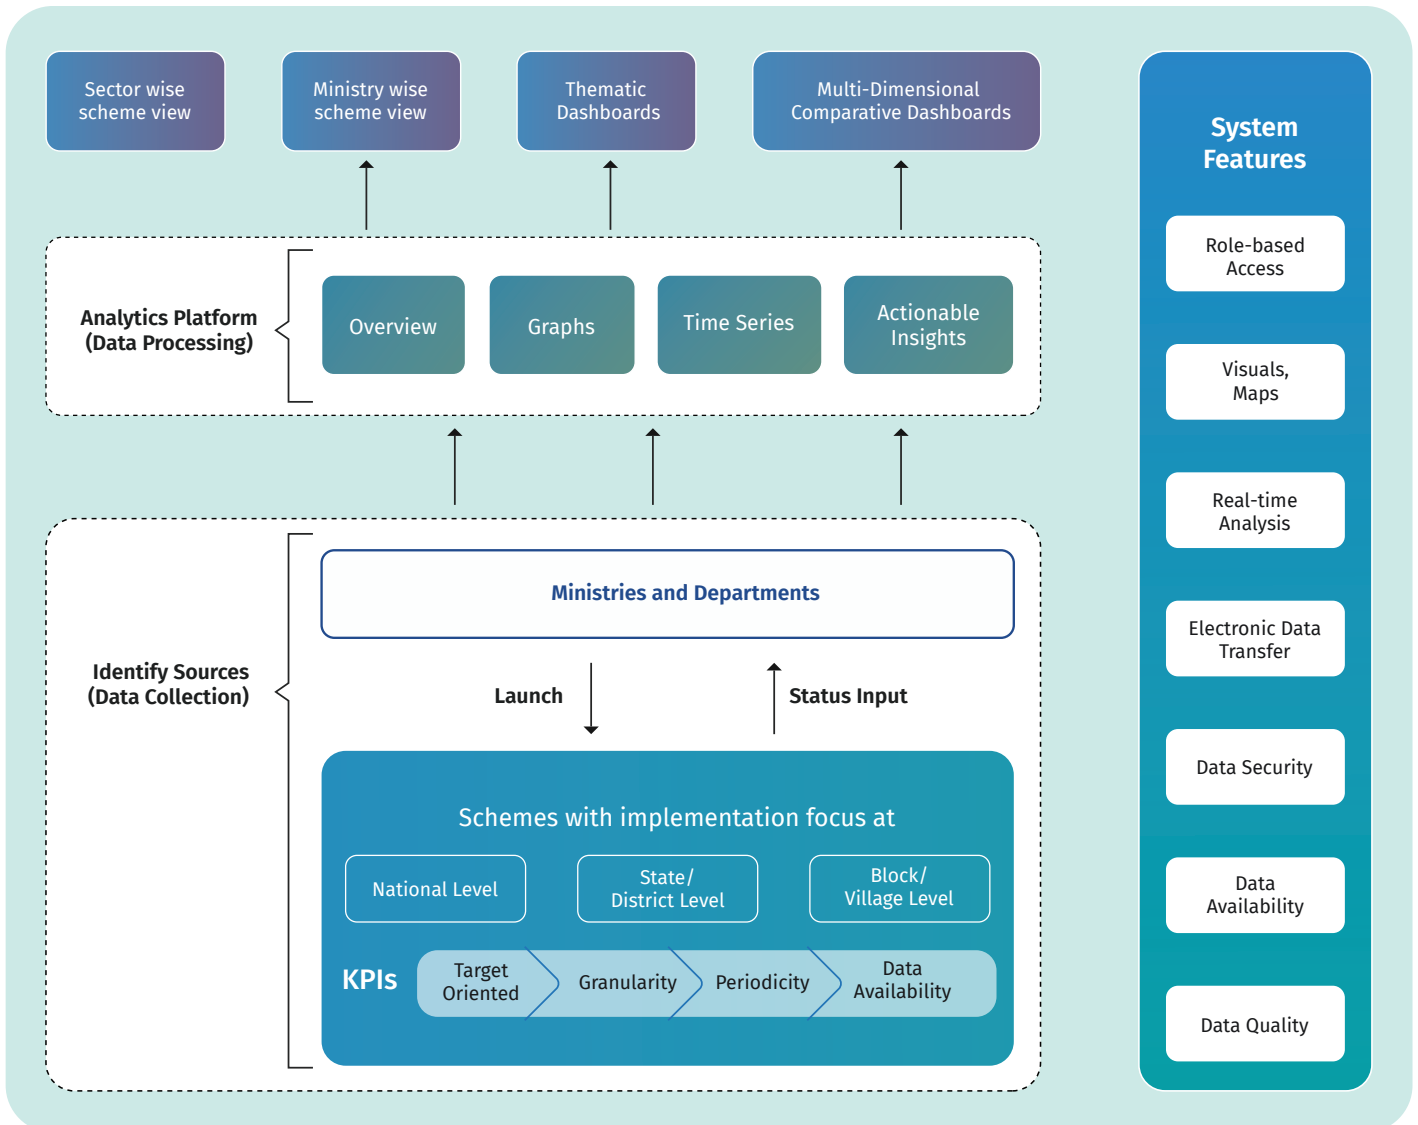 Sector wise
scheme view
Ministry wise
scheme view
Thematic
Dashboards
Multi-Dimensional
Comparative Dashboards
Analytics Platform
(Data Processing)
Overview
Graphs
Time Series
Actionable
Insights
Identify Sources
(Data Collection)
Ministries and Departments
Launch
Status Input
Schemes with implementation focus at
National Level
State/
District Level
Block/
Village Level
KPIs
Target
Oriented
Granularity
Periodicity
Data
Availability
System
Features
Role-based
Access
Visuals,
Maps
Real-time
Analysis
Electronic Data
Transfer
Data Security
Data
Availability
Data Quality